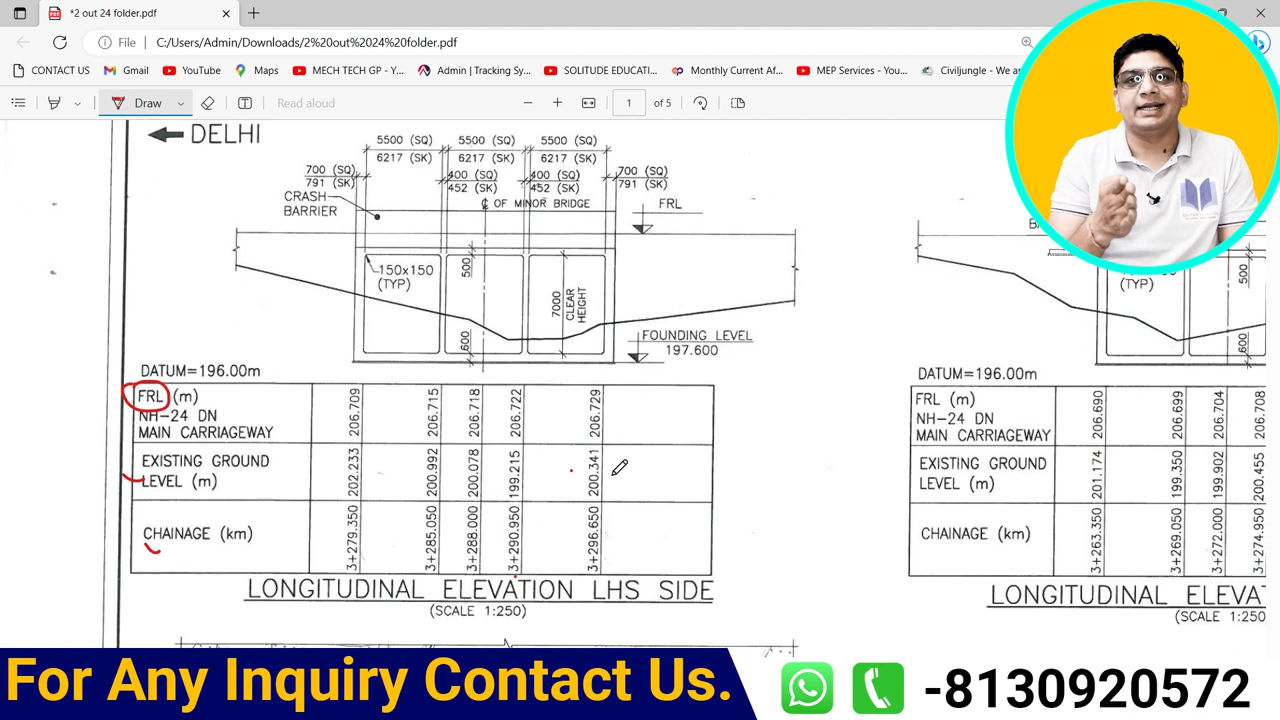 *2 out 24 folder.pdf
File
C:/Users/Admin/Downloads/2%20out%2024%20folder.pdf
CONTACT US
Gmail
YouTube
Maps
MECH TECH GP - Y...
Admin | Tracking Sy...
SOLITUDE EDUCATI...
Monthly Current Af...
MEP Services - You...
Civiljungle - We a
Draw
Read aloud
1 of 5
DELHI
5500 (SQ) 5500 (SQ) 5500 (SQ)
6217 (SK) 6217 (SK) 6217 (SK)
700 (SQ) 400 (SQ) 400 (SQ) 700 (SQ)
791 (SK) 452 (SK) 452 (SK) 791 (SK)
CRASH
BARRIER
℄ OF MINOR BRIDGE
FRL
150x150
(TYP)
500
7000
CLEAR
HEIGHT
600
FOUNDING LEVEL
197.600
DATUM=196.00m
FRL (m)
NH-24 DN
MAIN CARRIAGEWAY
206.709 206.715 206.718 206.722 206.729
EXISTING GROUND
LEVEL (m)
202.233 200.992 200.078 199.215 200.341
CHAINAGE (km)
3+279.350 3+285.050 3+288.000 3+290.950 3+296.650
LONGITUDINAL ELEVATION LHS SIDE
(SCALE 1:250)
BA
(TYP)
500
600
DATUM=196.00m
FRL (m)
NH-24 DN
MAIN CARRIAGEWAY
206.690 206.699 206.704 206.708
EXISTING GROUND
LEVEL (m)
201.174 199.350 199.902 200.455
CHAINAGE (km)
3+263.350 3+269.050 3+272.000 3+274.950
LONGITUDINAL ELEVAT
(SCALE 1:250
For Any Inquiry Contact Us.
-8130920572